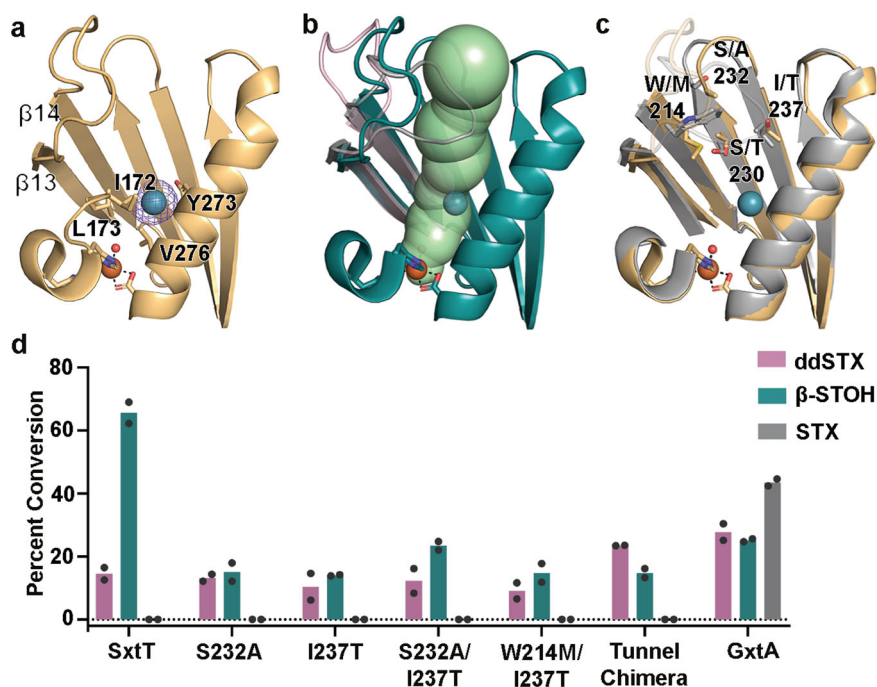 a
β14
β13
I172
L173
Y273
V276
b
c
S/A
232
W/M
214
I/T
237
S/T
230
d
Percent Conversion
80
60
40
20
0
ddSTX
β-STOH
STX
SxtT
S232A
I237T
S232A/
I237T
W214M/
I237T
Tunnel
Chimera
GxtA